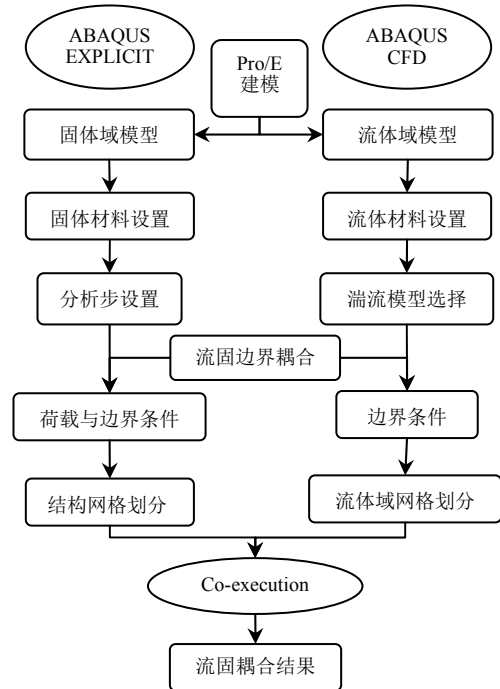 ABAQUS
EXPLICIT
Pro/E
建模
ABAQUS
CFD
固体域模型
流体域模型
固体材料设置
流体材料设置
分析步设置
湍流模型选择
流固边界耦合
荷载与边界条件
边界条件
结构网格划分
流体域网格划分
Co-execution
流固耦合结果